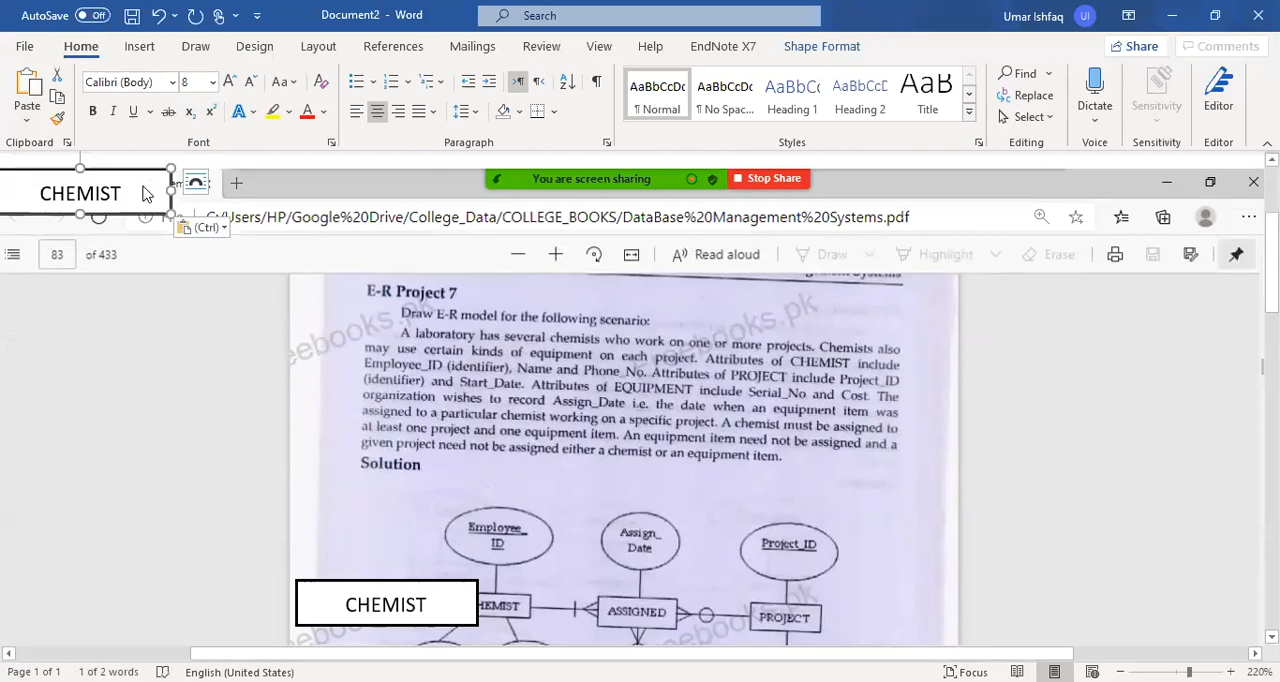 AutoSave Off Document2 - Word Search Umar Ishfaq UI
File Home Insert Draw Design Layout References Mailings Review View Help EndNote X7 Shape Format Share Comments
Paste Calibri (Body) 8 Find
Replace
Select Dictate Sensitivity Editor
AaBbCcDc AaBbCcDc AaBbCc AaBbCcD AaB
Normal No Spac... Heading 1 Heading 2 Title
Clipboard Font Paragraph Styles Editing Voice Sensitivity Editor
CHEMIST
(Ctrl)
You are screen sharing Stop Share
C:/Users/HP/Google%20Drive/College_Data/COLLEGE_BOOKS/DataBase%20Management%20Systems.pdf
83 of 433 Read aloud Draw Highlight Erase
E-R Project 7
Draw E-R model for the following scenario:
A laboratory has several chemists who work on one or more projects. Chemists also
may use certain kinds of equipment on each project. Attributes of CHEMIST include
Employee_ID (identifier), Name and Phone_No. Attributes of PROJECT include Project_ID
(identifier) and Start_Date. Attributes of EQUIPMENT include Serial_No and Cost. The
organization wishes to record Assign_Date i.e. the date when an equipment item was
assigned to a particular chemist working on a specific project. A chemist must be assigned to
at least one project and one equipment item. An equipment item need not be assigned and a
given project need not be assigned either a chemist or an equipment item.
Solution
Employee_
ID
Assign_
Date
Project_ID
CHEMIST
HEMIST
ASSIGNED
PROJECT
Page 1 of 1 1 of 2 words English (United States) Focus 220%